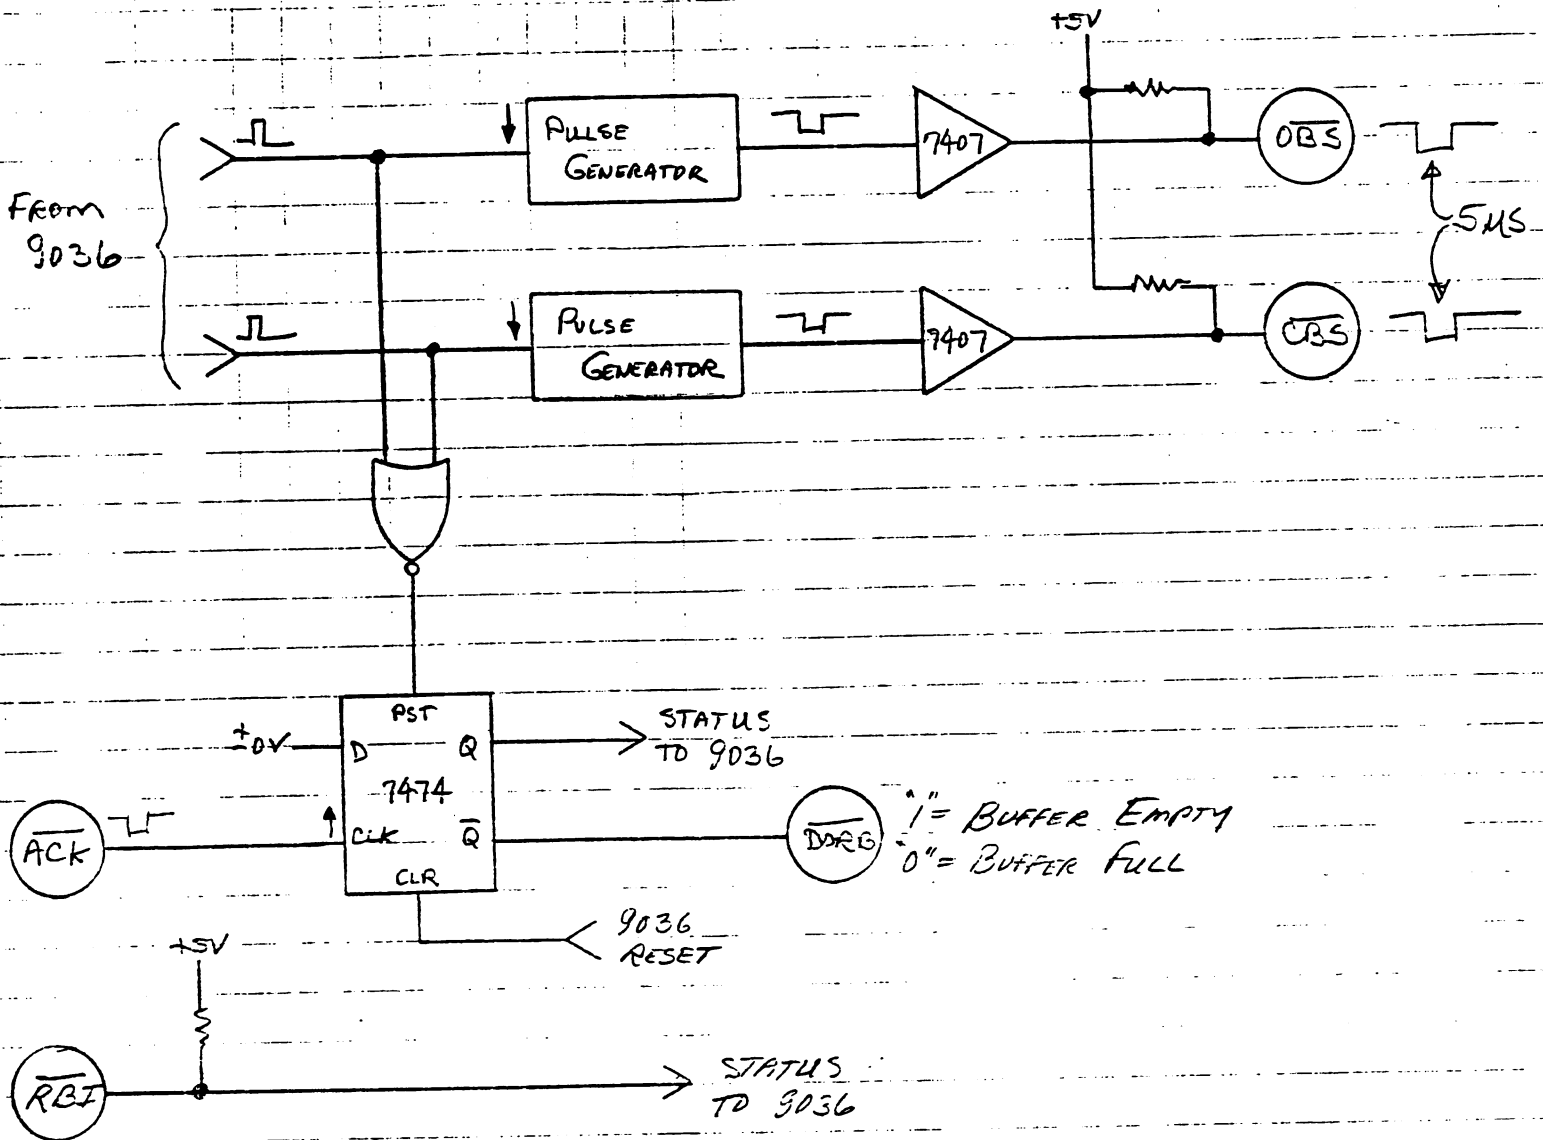 +5V
PULSE
GENERATOR
7407
OBS
FROM
9036
5µS
PULSE
GENERATOR
7407
CBS
PST
±0V
D
Q
STATUS
TO 9036
7474
ACK
CLK
Q
"1" = BUFFER EMPTY
"0" = BUFFER FULL
CLR
9036
RESET
+5V
RBI
STATUS
TO 9036